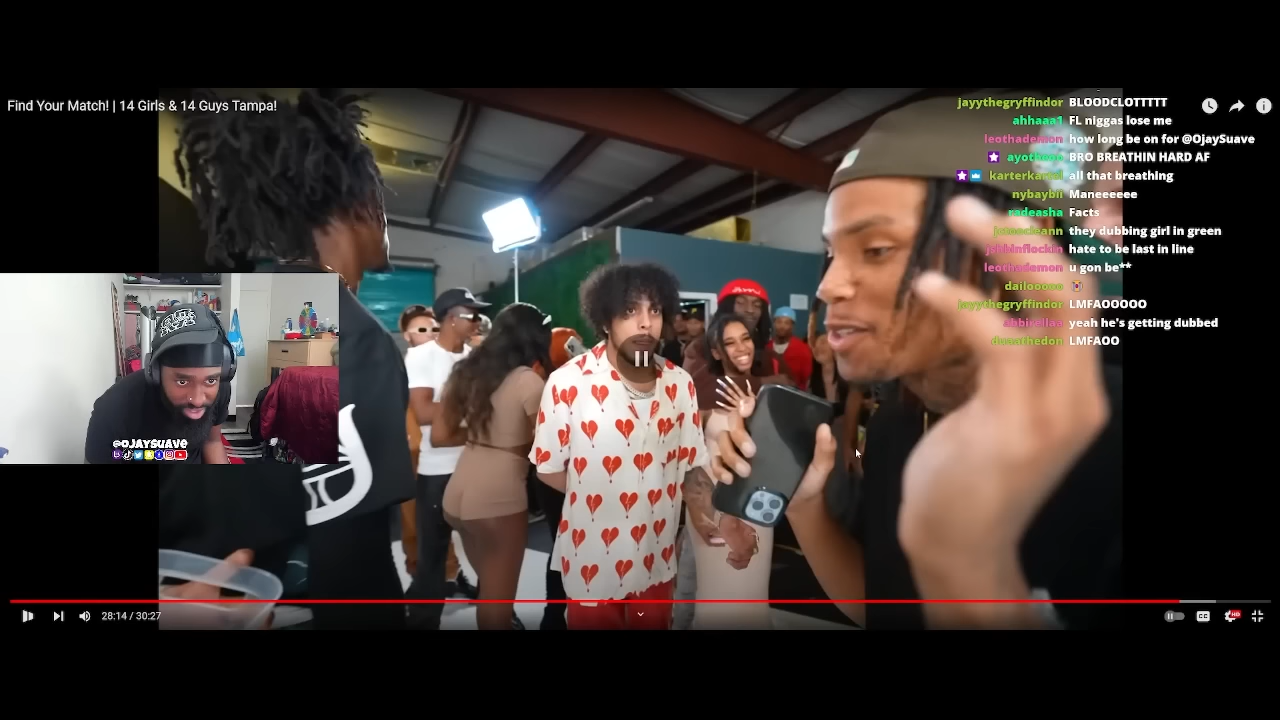 Find Your Match! | 14 Girls & 14 Guys Tampa!
jayythegryffindor BLOODCLOTTTTT
ahhaaa1 FL niggas lose me
leothademon how long be on for @OjaySuave
BRO BREATHIN HARD AF
all that breathing
nybaybii Maneeeeee
radeasha Facts
they dubbing girl in green
hate to be last in line
leothademon u gon be**
dailooooo
jayythegryffindor LMFAOOOOO
yeah he's getting dubbed
LMFAOO
@OJAYSUAVE
28:14 / 30:27
CC
HD